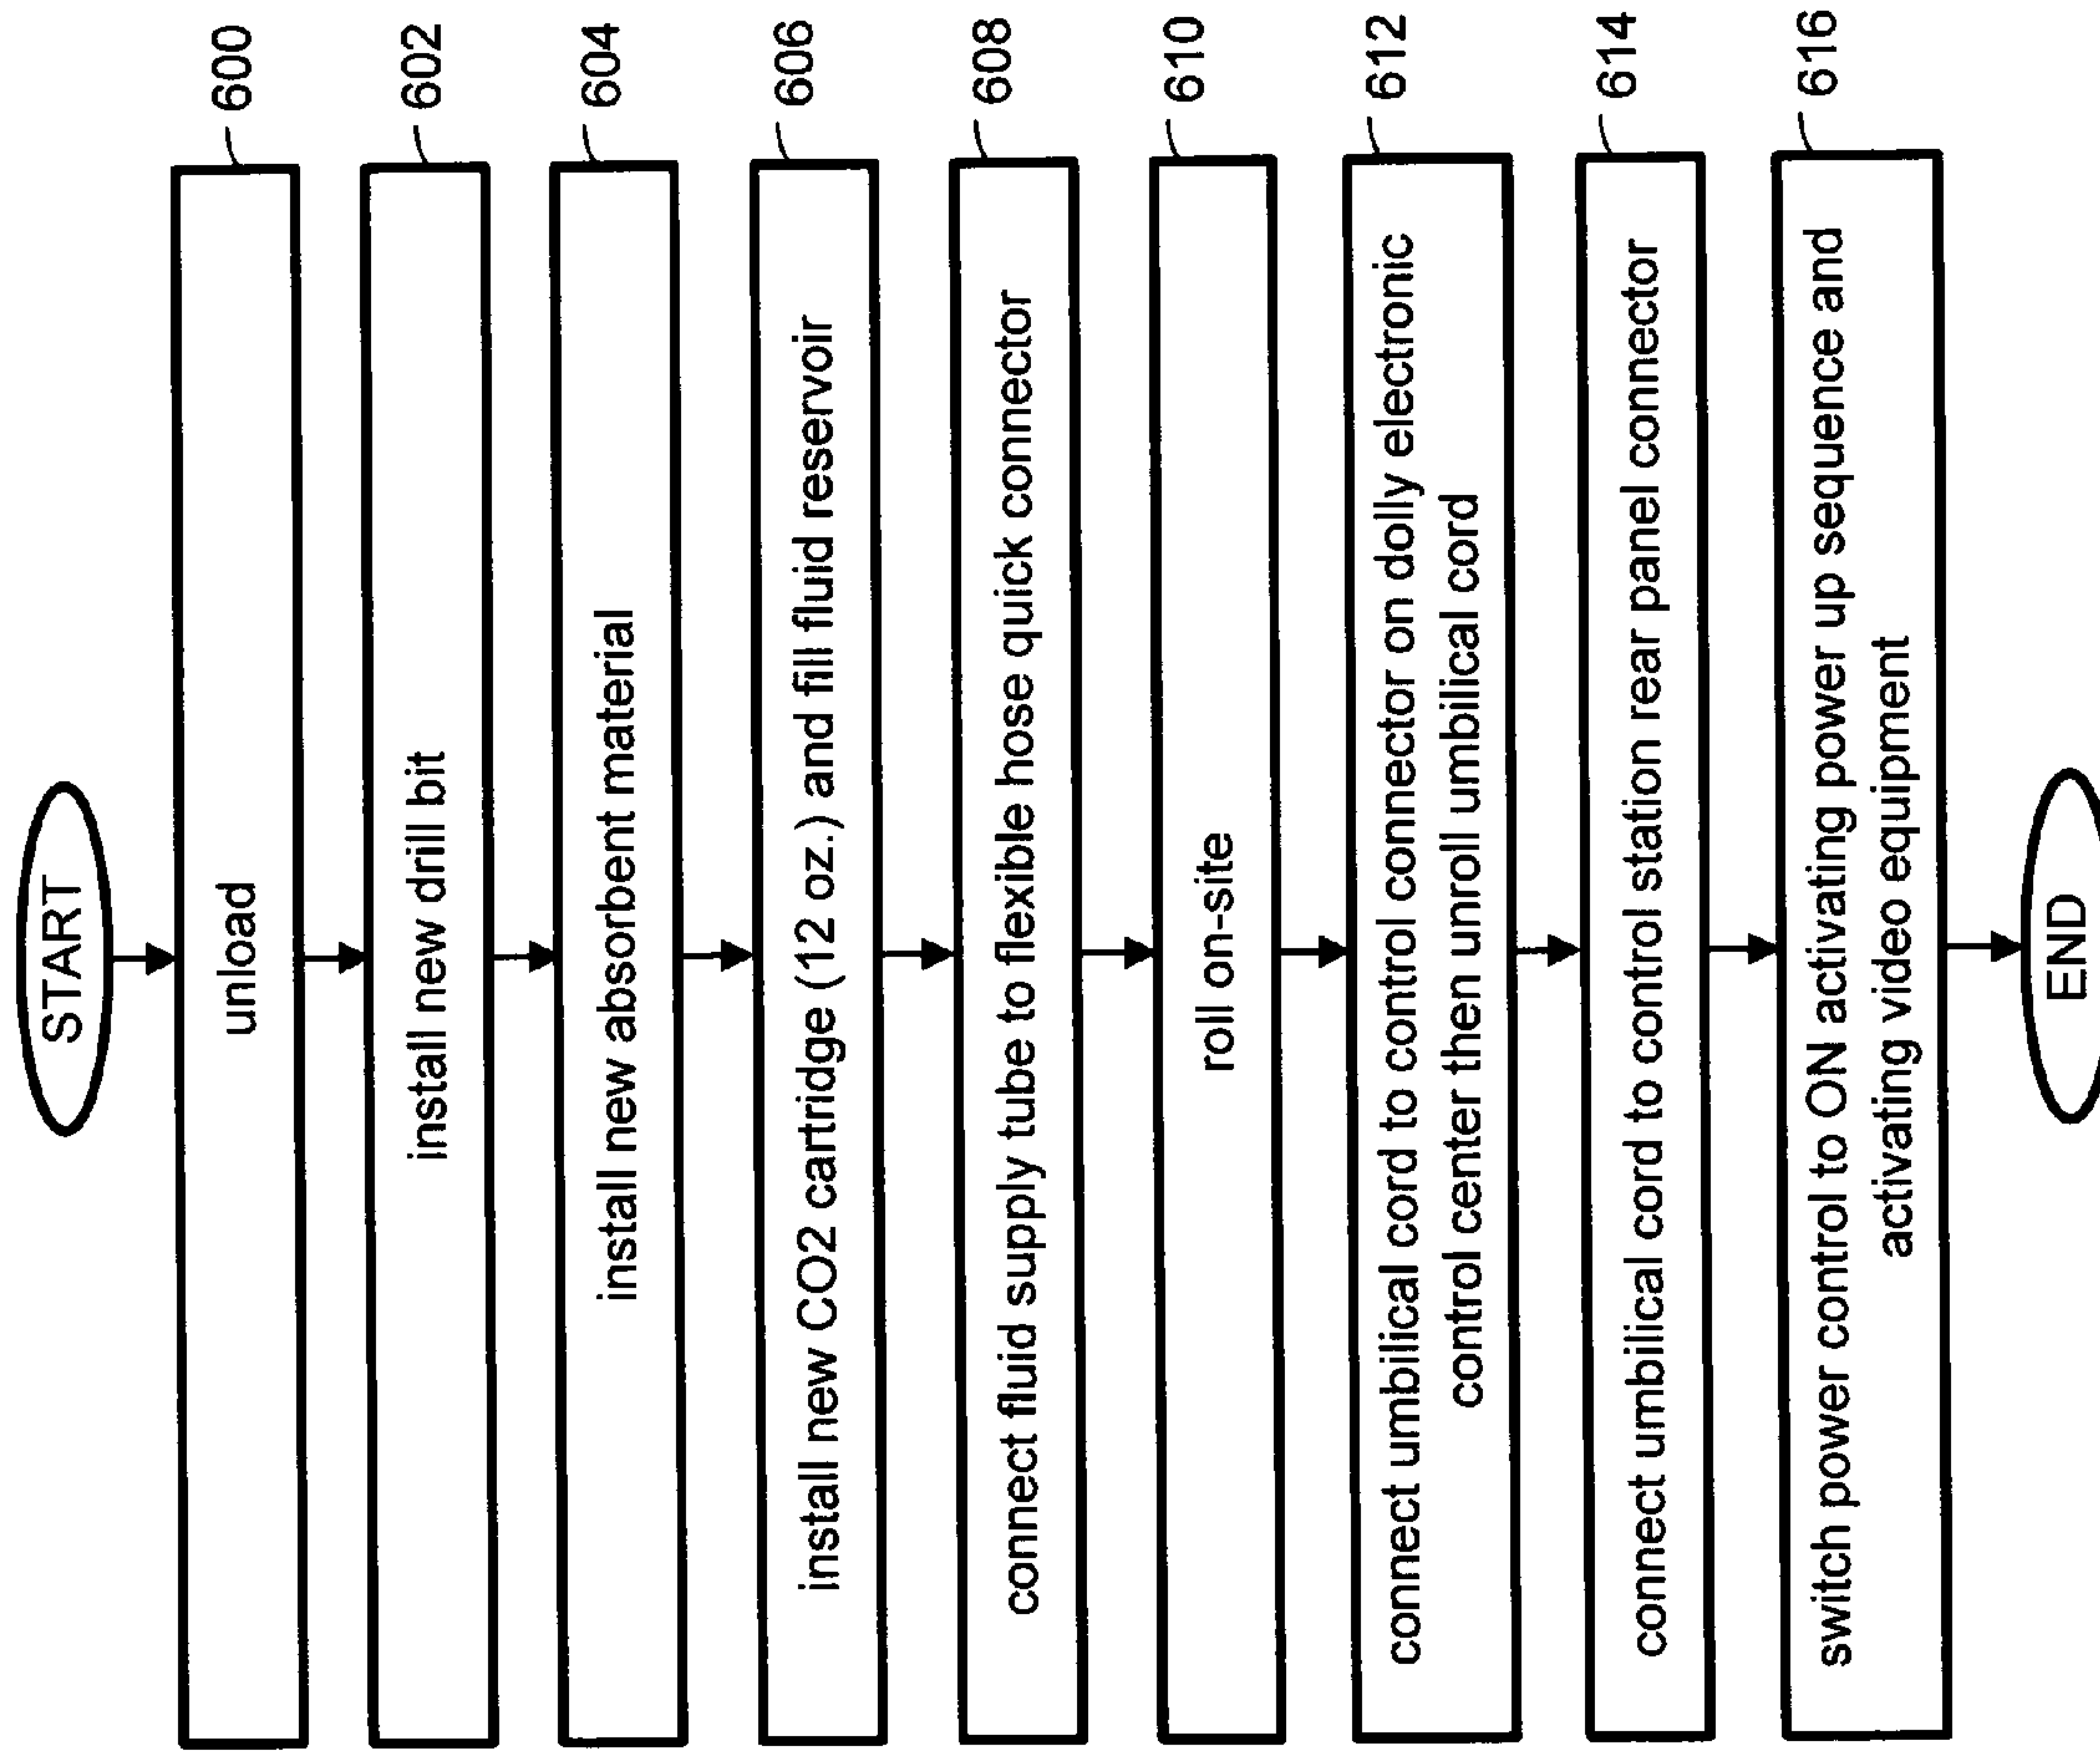 START
600
unload
602
install new drill bit
604
install new absorbent material
606
install new CO2 cartridge (12 oz.) and fill fluid reservoir
608
connect fluid supply tube to flexible hose quick connector
610
roll on-site
612
connect umbilical cord to control connector on dolly electronic
control center then unroll umbilical cord
614
connect umbilical cord to control station rear panel connector
616
switch power control to ON activating power up sequence and
activating video equipment
END